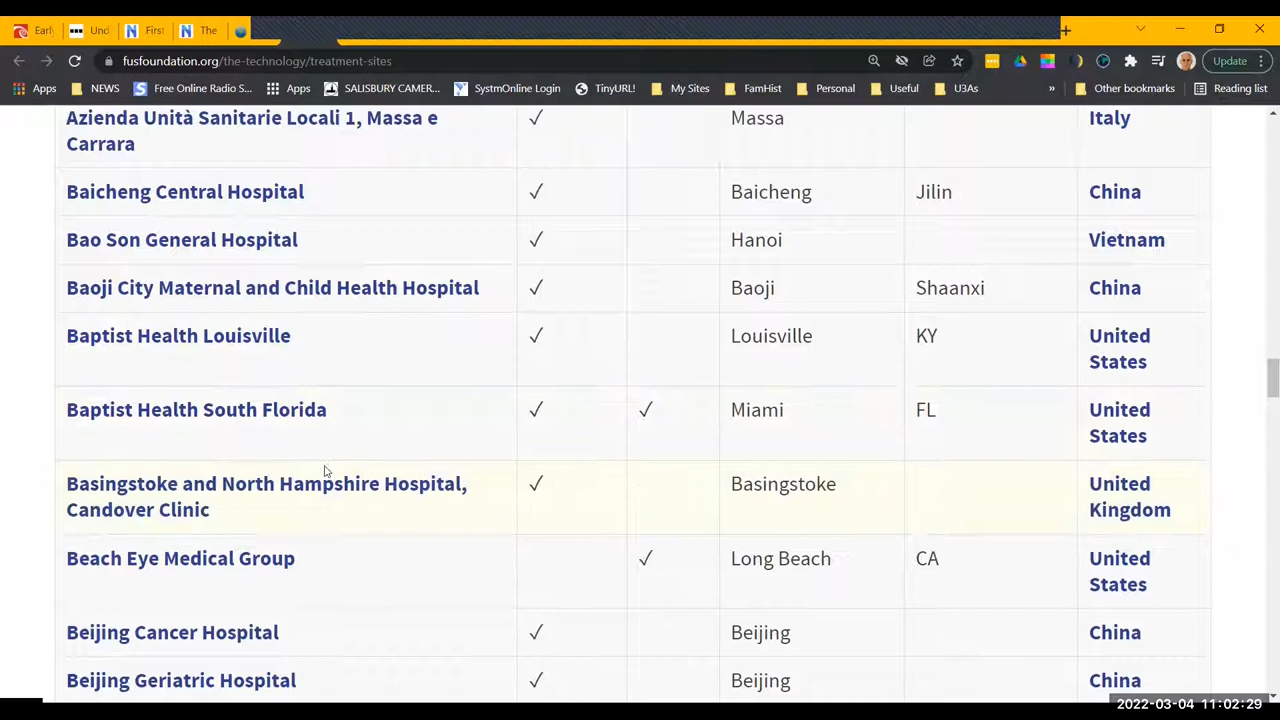 Earl Und First The
fusfoundation.org/the-technology/treatment-sites Update
Apps NEWS Free Online Radio S... Apps SALISBURY CAMER... SystmOnline Login TinyURL! My Sites FamHist Personal Useful U3As » Other bookmarks Reading list
Azienda Unità Sanitarie Locali 1, Massa e Carrara ✓ Massa Italy
Baicheng Central Hospital ✓ Baicheng Jilin China
Bao Son General Hospital ✓ Hanoi Vietnam
Baoji City Maternal and Child Health Hospital ✓ Baoji Shaanxi China
Baptist Health Louisville ✓ Louisville KY United States
Baptist Health South Florida ✓ ✓ Miami FL United States
Basingstoke and North Hampshire Hospital, Candover Clinic ✓ Basingstoke United Kingdom
Beach Eye Medical Group ✓ Long Beach CA United States
Beijing Cancer Hospital ✓ Beijing China
Beijing Geriatric Hospital ✓ Beijing China
2022-03-04 11:02:29